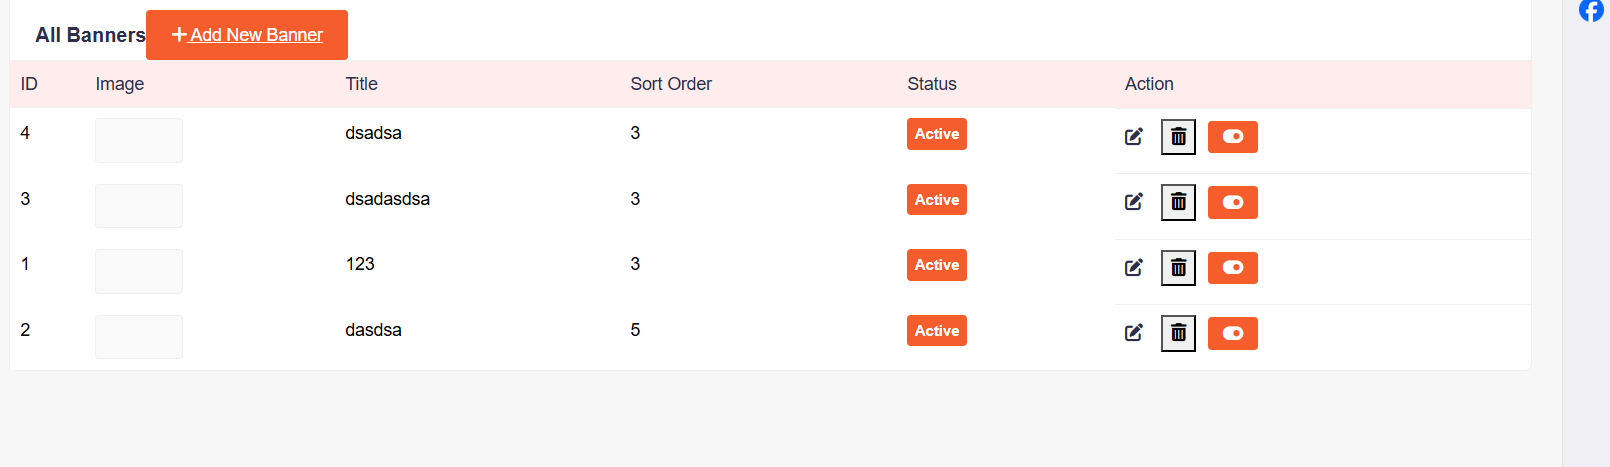 All Banners Add New Banner
ID Image Title Sort Order Status Action
4 dsadsa 3 Active
3 dsadasdsa 3 Active
1 123 3 Active
2 dasdsa 5 Active